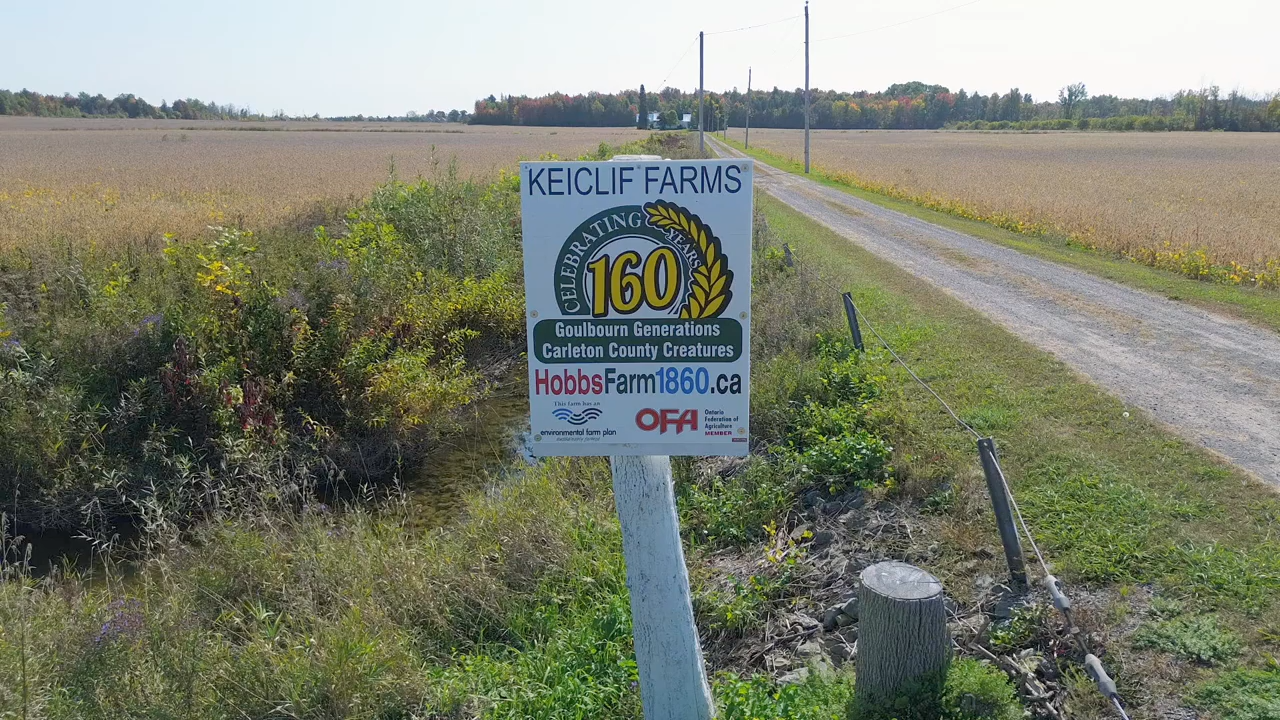 KEICLIF FARMS
CELEBRATING
YEARS
160
Goulbourn Generations
Carleton County Creatures
HobbsFarm1860.ca
This farm has an
environmental farm plan
OFA
Ontario
Federation of
Agriculture
MEMBER